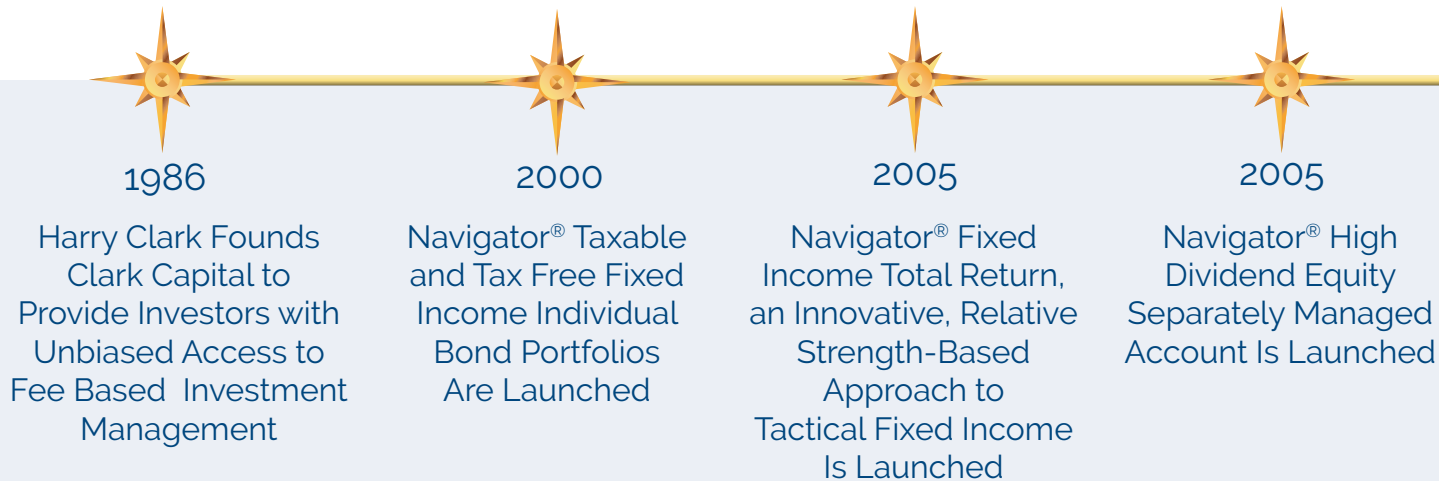 1986
Harry Clark Founds
Clark Capital to
Provide Investors with
Unbiased Access to
Fee Based  Investment
Management
2000
Navigator® Taxable
and Tax Free Fixed
Income Individual
Bond Portfolios
Are Launched
2005
Navigator® Fixed
Income Total Return,
an Innovative, Relative
Strength-Based
Approach to
Tactical Fixed Income
Is Launched
2005
Navigator® High
Dividend Equity
Separately Managed
Account Is Launched